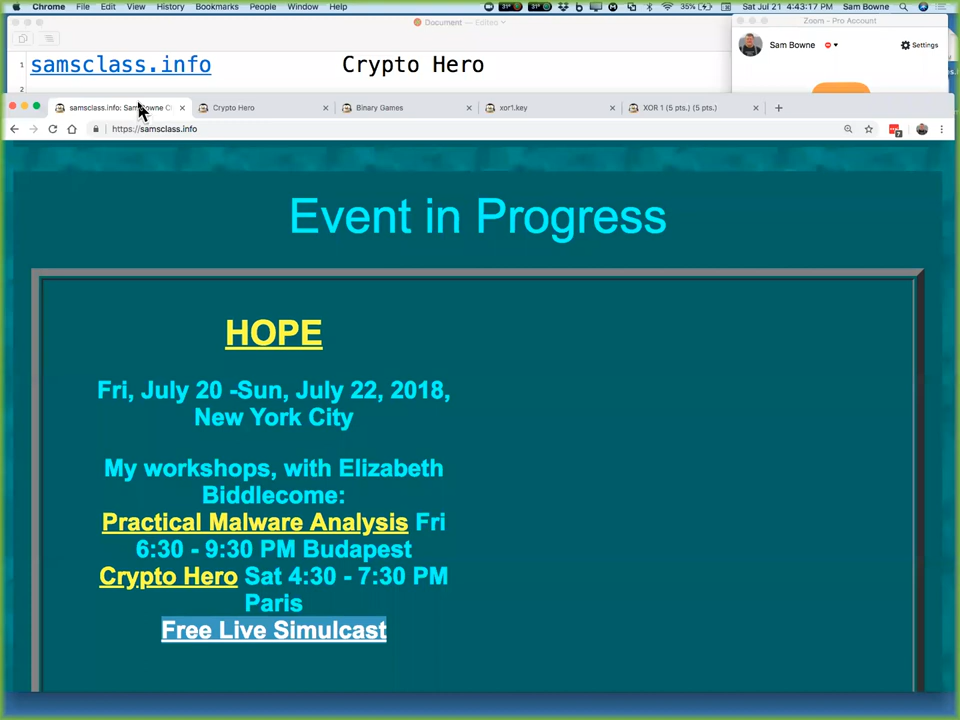 Chrome File Edit View History Bookmarks People Window Help 31° 31° 35% Sat Jul 21 4:43:17 PM Sam Bowne
Document — Edited
Zoom - Pro Account
Sam Bowne Settings
1 samsclass.info Crypto Hero
2
samsclass.info: Sam Bowne C Crypto Hero Binary Games xor1.key XOR 1 (5 pts.) (5 pts.)
https://samsclass.info 7
Event in Progress
HOPE
Fri, July 20 -Sun, July 22, 2018,
New York City
My workshops, with Elizabeth
Biddlecome:
Practical Malware Analysis Fri
6:30 - 9:30 PM Budapest
Crypto Hero Sat 4:30 - 7:30 PM
Paris
Free Live Simulcast